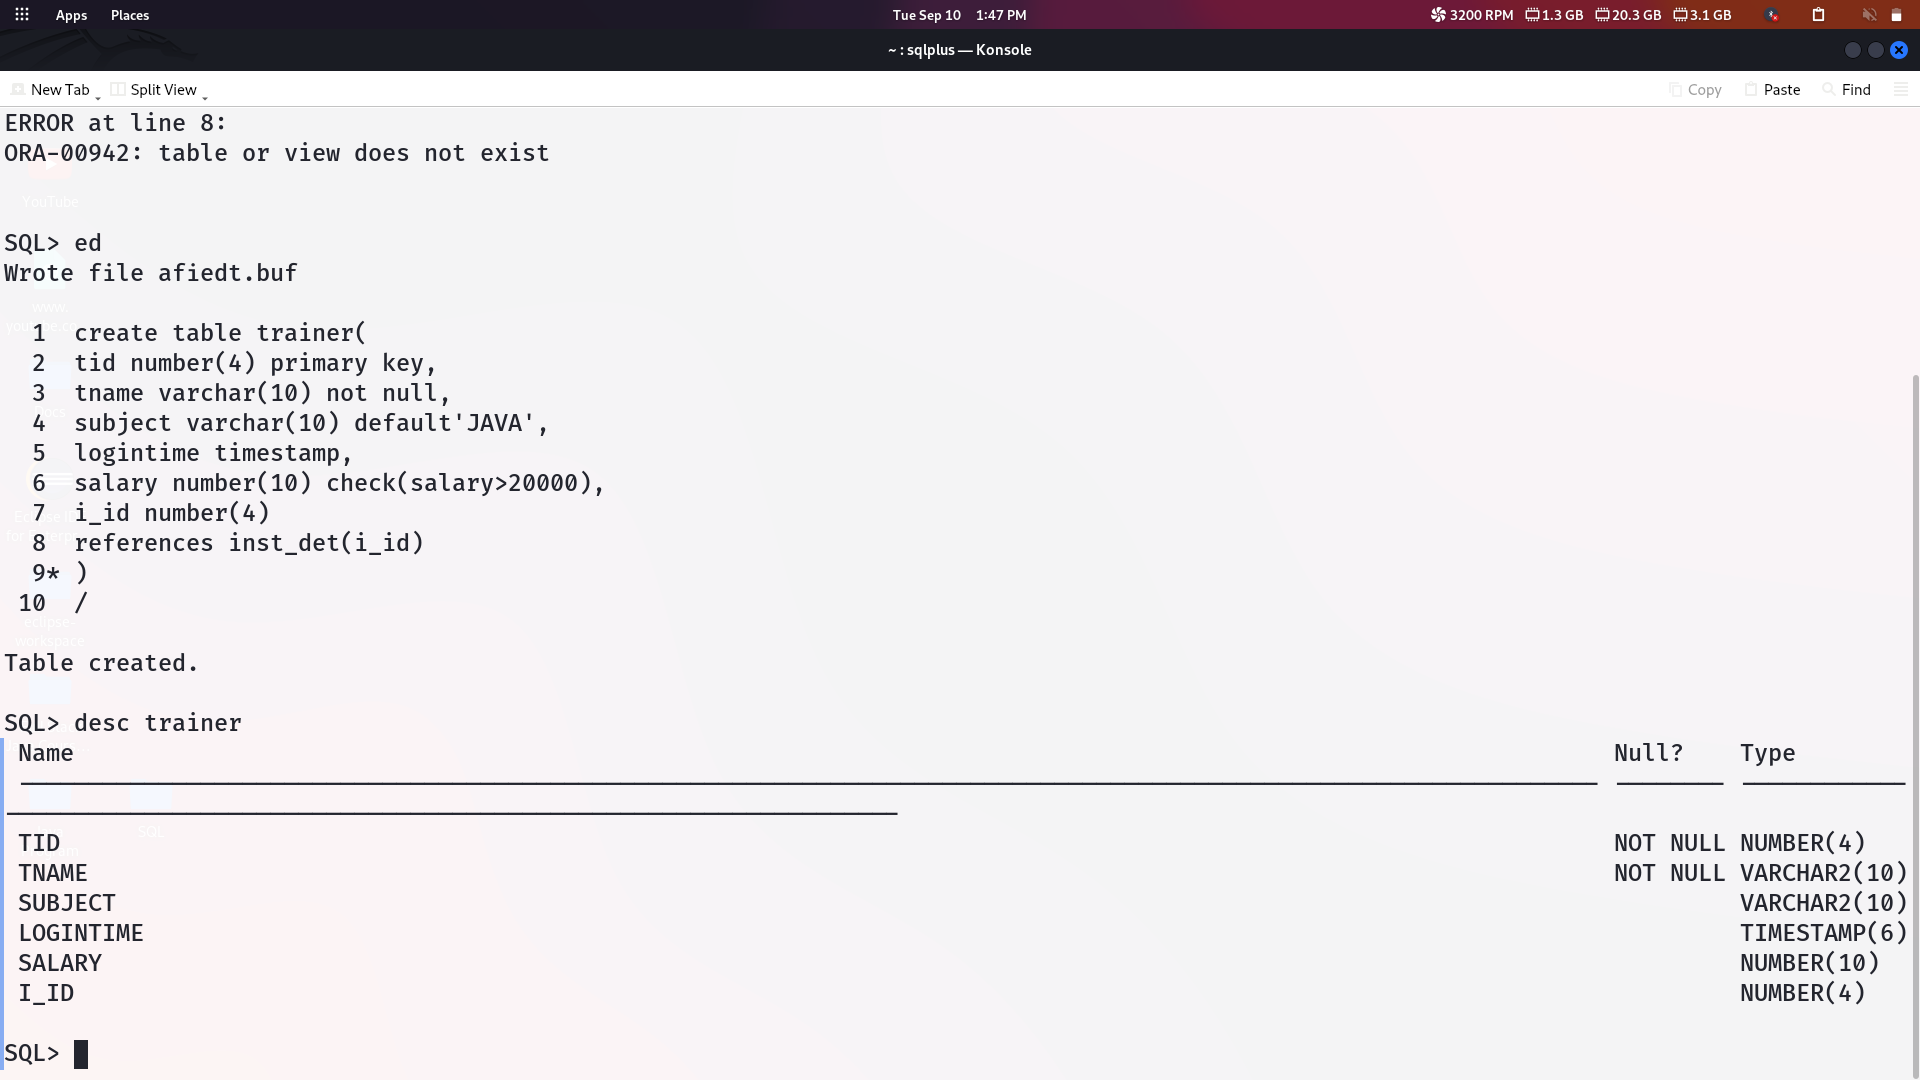 Apps Places Tue Sep 10 1:47 PM 3200 RPM 1.3 GB 20.3 GB 3.1 GB
~ : sqlplus — Konsole
New Tab Split View Copy Paste Find
ERROR at line 8:
ORA-00942: table or view does not exist
YouTube
SQL> ed
Wrote file afiedt.buf
www.
1 create table trainer(
2 tid number(4) primary key,
3 tname varchar(10) not null,
4 subject varchar(10) default'JAVA',
5 logintime timestamp,
6 salary number(10) check(salary>20000),
7 i_id number(4)
8 references inst_det(i_id)
9* )
10 /
eclipse-
workspace
Table created.
SQL> desc trainer
Name Null? Type
SQL
TID NOT NULL NUMBER(4)
TNAME NOT NULL VARCHAR2(10)
SUBJECT VARCHAR2(10)
LOGINTIME TIMESTAMP(6)
SALARY NUMBER(10)
I_ID NUMBER(4)
SQL>